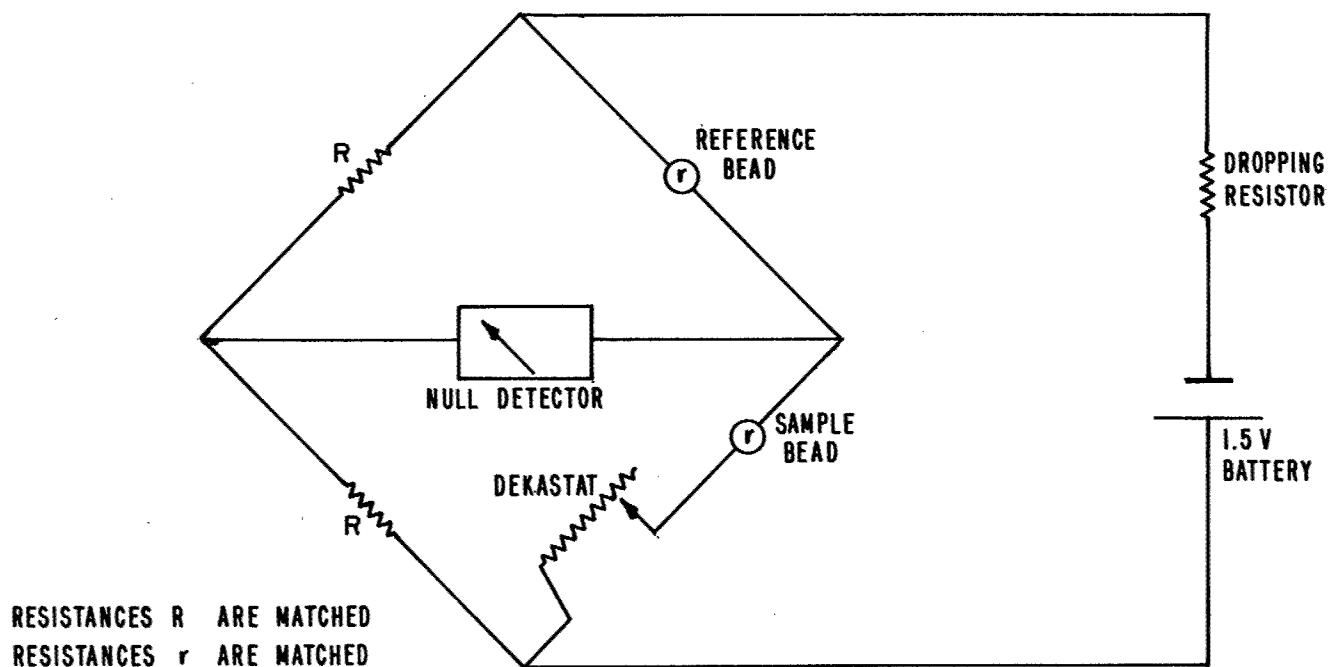 R
REFERENCE
BEAD
r
DROPPING
RESISTOR
NULL DETECTOR
r
SAMPLE
BEAD
1.5 V
BATTERY
DEKASTAT
R
RESISTANCES R ARE MATCHED
RESISTANCES r ARE MATCHED